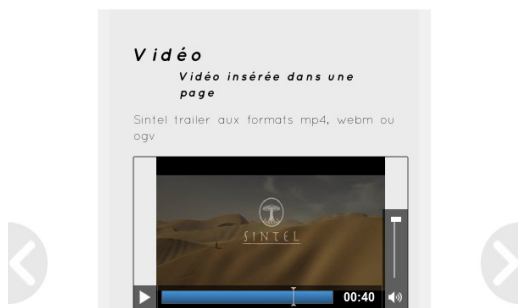 Vidéo
Vidéo insérée dans une
page
Sintel trailer aux formats mp4, webm ou
ogv
SINTEL
00:40